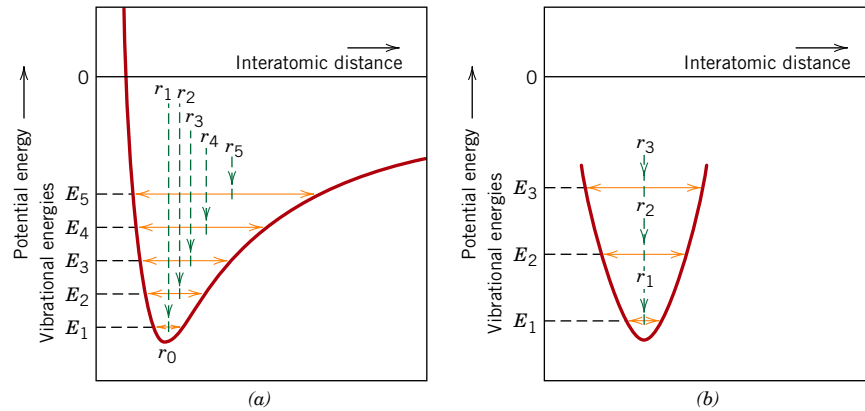 Interatomic distance
0
Potential energy
Vibrational energies
r1
r2
r3
r4
r5
E5
E4
E3
E2
E1
r0
(a)
Interatomic distance
0
Potential energy
Vibrational energies
r3
E3
r2
E2
r1
E1
(b)